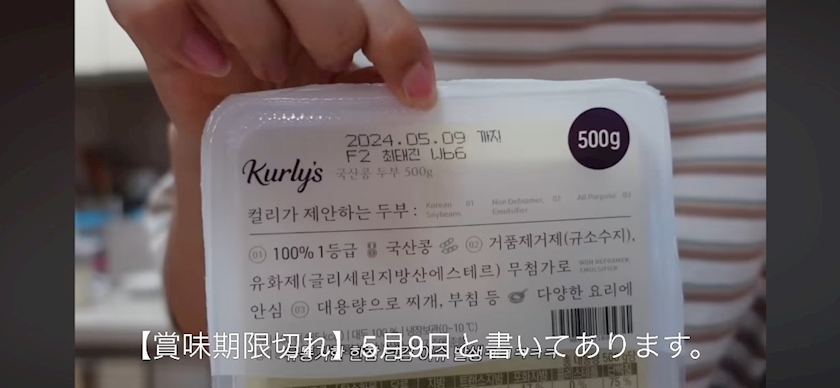 2024.05.09 까지
F2 최태진 W66
500g
Kurly's 국산콩 두부 500g
컬리가 제안하는 두부 :
Korean Soybeans 01
Non Defoamer, Emulsifier 02
All Purpose
01 100% 1등급 국산콩 02 거품제거제(규소수지),
유화제(글리세린지방산에스테르) 무첨가로
안심 03 대용량으로 찌개, 부침 등 다양한 요리에
【賞味期限切れ】5月9日と書いてあります。